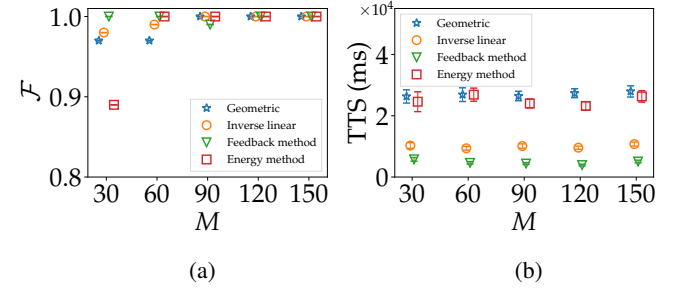 1.0
0.9
0.8
ℱ
Geometric
Inverse linear
Feedback method
Energy method
30 60 90 120 150
M
(a)
×10⁴
4
2
0
TTS (ms)
Geometric
Inverse linear
Feedback method
Energy method
30 60 90 120 150
M
(b)